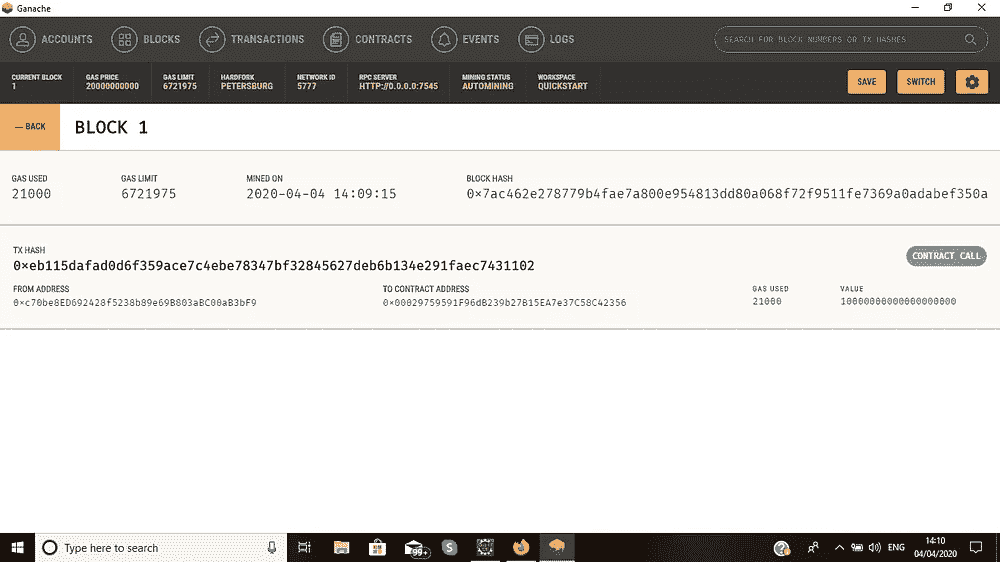 Ganache
ACCOUNTS BLOCKS TRANSACTIONS CONTRACTS EVENTS LOGS SEARCH FOR BLOCK NUMBERS OR TX HASHES
CURRENT BLOCK GAS PRICE GAS LIMIT HARDFORK NETWORK ID RPC SERVER MINING STATUS WORKSPACE
1 20000000000 6721975 PETERSBURG 5777 HTTP://0.0.0.0:7545 AUTOMINING QUICKSTART SAVE SWITCH
← BACK BLOCK 1
GAS USED GAS LIMIT MINED ON BLOCK HASH
21000 6721975 2020-04-04 14:09:15 0×7ac462e278779b4fae7a800e954813dd80a068f72f9511fe7369a0adabef350a
TX HASH
0×eb115dafad0d6f359ace7c4ebe78347bf32845627deb6b134e291faec7431102 CONTRACT CALL
FROM ADDRESS TO CONTRACT ADDRESS GAS USED VALUE
0×c70be8ED692428f5238b89e69B803aBC00aB3bF9 0×00029759591F96dB239b27B15EA7e37C58C42356 21000 10000000000000000000
Type here to search 99+ ENG 14:10
04/04/2020